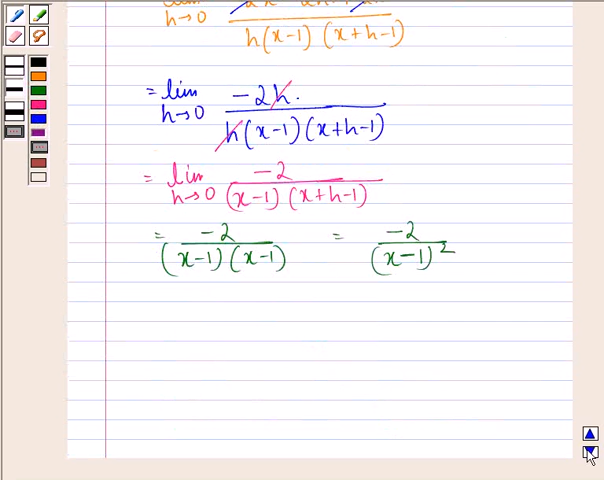 h→0 h(x-1) (x+h-1)
= lim h→0 -2h. / h(x-1) (x+h-1)
= lim h→0 -2 / (x-1) (x+h-1)
= -2 / (x-1) (x-1) = -2 / (x-1)²